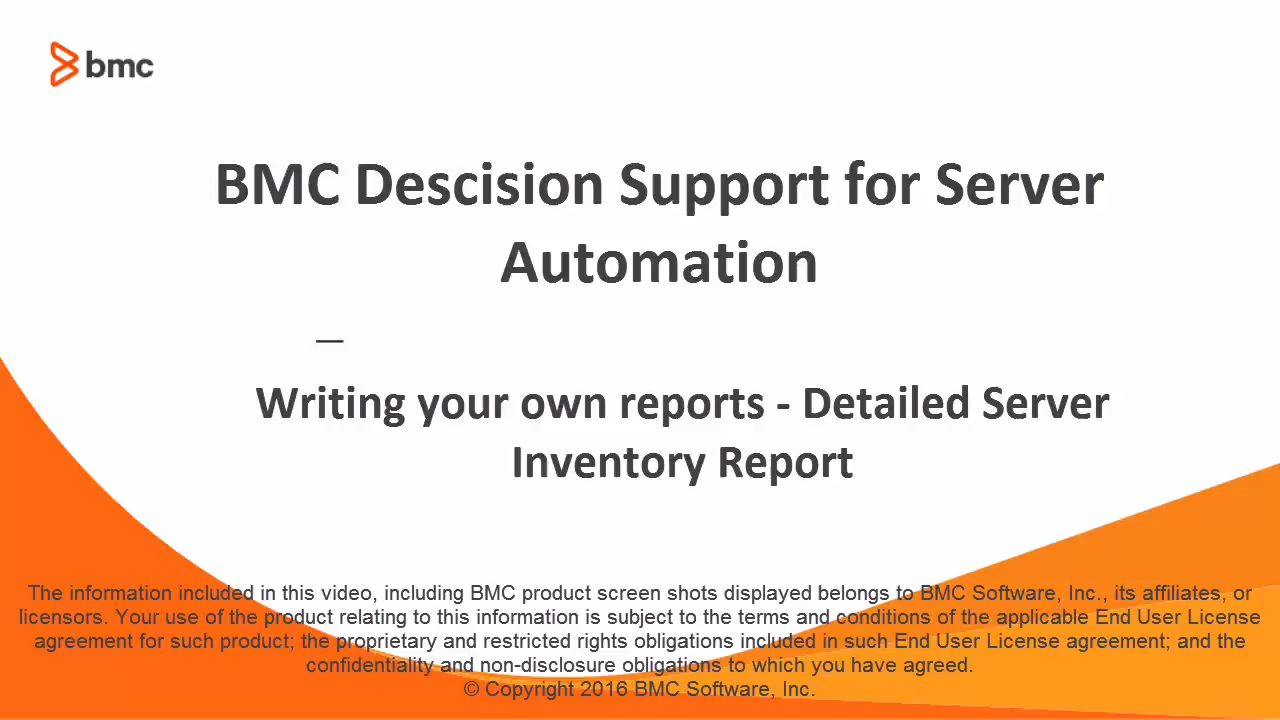 bmc
BMC Descision Support for Server
Automation
—
Writing your own reports - Detailed Server
Inventory Report
The information included in this video, including BMC product screen shots displayed belongs to BMC Software, Inc., its affiliates, or
licensors. Your use of the product relating to this information is subject to the terms and conditions of the applicable End User License
agreement for such product; the proprietary and restricted rights obligations included in such End User License agreement; and the
confidentiality and non-disclosure obligations to which you have agreed.
© Copyright 2016 BMC Software, Inc.